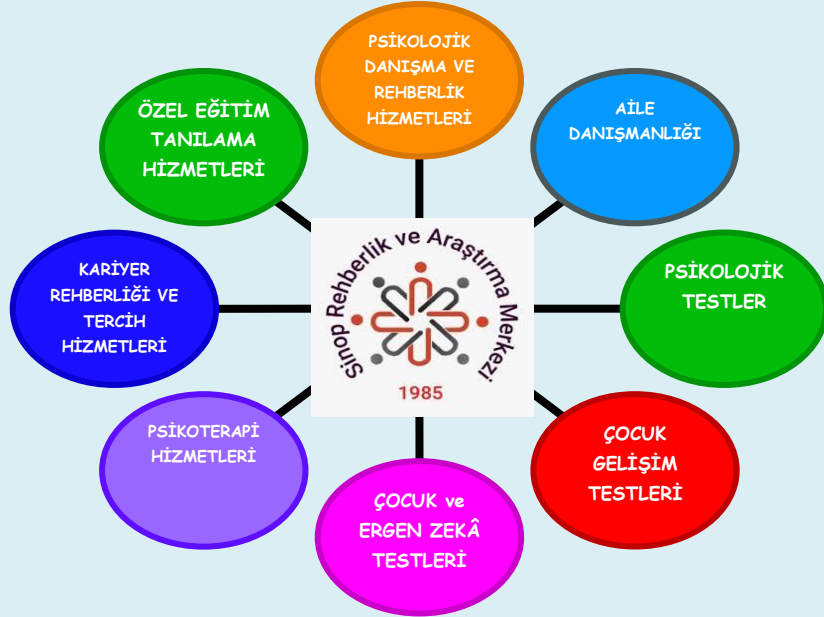 PSİKOLOJİK
DANIŞMA VE
REHBERLİK
HİZMETLERİ
AİLE
DANIŞMANLIĞI
PSİKOLOJİK
TESTLER
ÇOCUK
GELİŞİM
TESTLERİ
ÇOCUK ve
ERGEN ZEKÂ
TESTLERİ
PSİKOTERAPİ
HİZMETLERİ
KARİYER
REHBERLİĞİ VE
TERCİH
HİZMETLERİ
ÖZEL EĞİTİM
TANILAMA
HİZMETLERİ
Sinop Rehberlik ve Araştırma Merkezi
1985